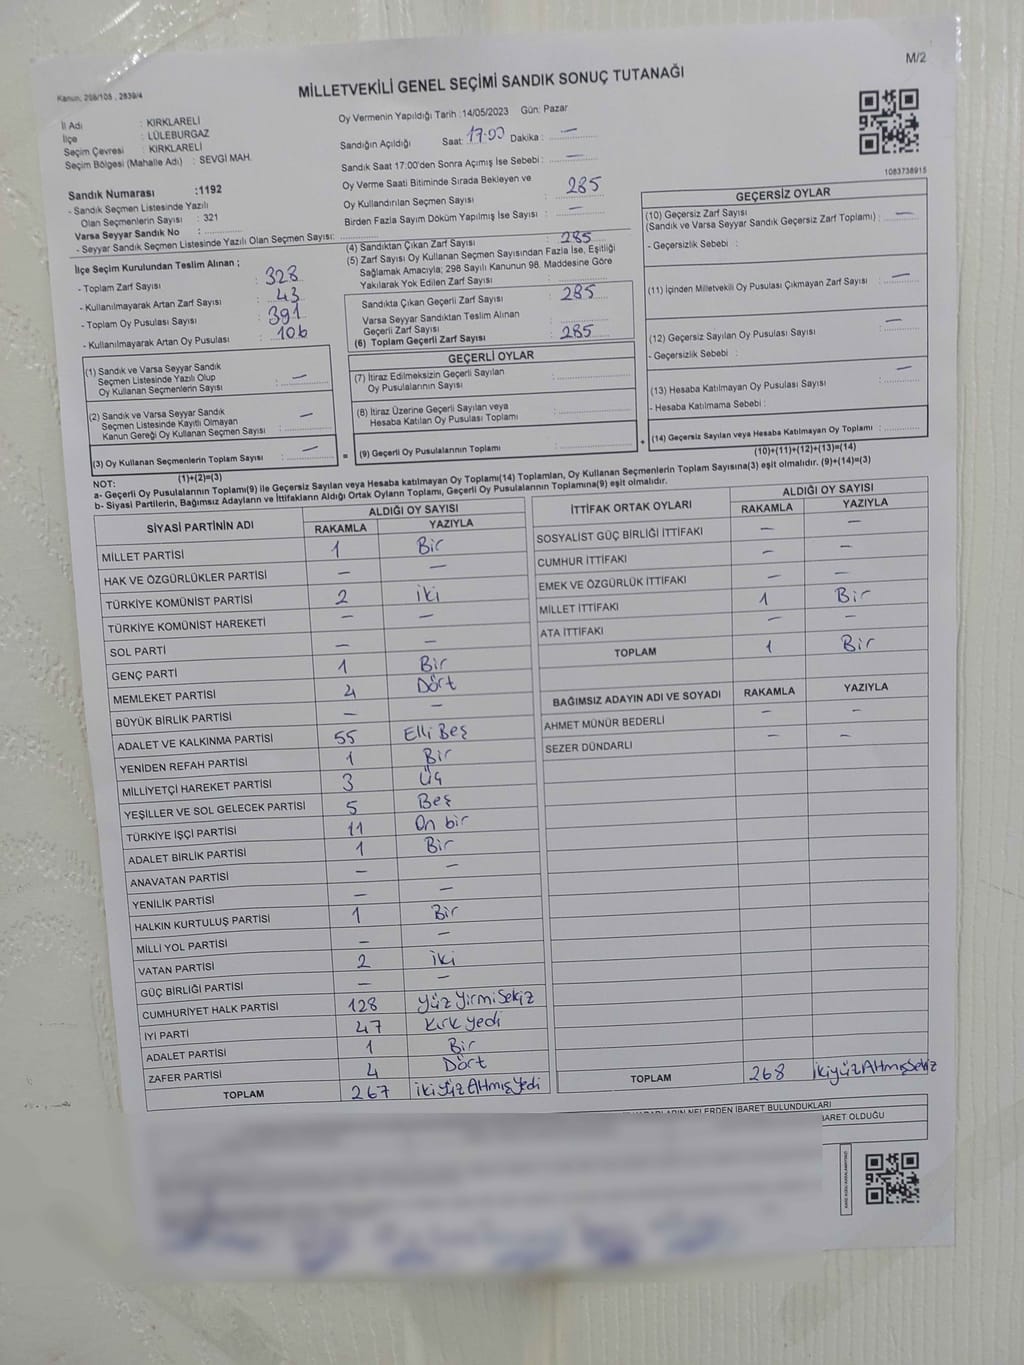 M/2
Kanun, 298/105 , 2839/4
MİLLETVEKİLİ GENEL SEÇİMİ SANDIK SONUÇ TUTANAĞI
İl Adı : KIRKLARELİ
İlçe : LÜLEBURGAZ
Seçim Çevresi : KIRKLARELİ
Seçim Bölgesi (Mahalle Adı) : SEVGİ MAH.
Sandık Numarası :1192
- Sandık Seçmen Listesinde Yazılı
Olan Seçmenlerin Sayısı : 321
Varsa Seyyar Sandık No :
- Seyyar Sandık Seçmen Listesinde Yazılı Olan Seçmen Sayısı:
Oy Vermenin Yapıldığı Tarih :14/05/2023 Gün: Pazar
Sandığın Açıldığı Saat: 17:00 Dakika : —
Sandık Saat 17:00'den Sonra Açımış İse Sebebi : —
Oy Verme Saati Bitiminde Sırada Bekleyen ve
Oy Kullandırılan Seçmen Sayısı : 285
Birden Fazla Sayım Döküm Yapılmış İse Sayısı : —
1083738915
İlçe Seçim Kurulundan Teslim Alınan ;
- Toplam Zarf Sayısı : 328
- Kullanılmayarak Artan Zarf Sayısı : 43
- Toplam Oy Pusulası Sayısı : 391
- Kullanılmayarak Artan Oy Pusulası : 106
(4) Sandıktan Çıkan Zarf Sayısı : 285
(5) Zarf Sayısı Oy Kullanan Seçmen Sayısından Fazla İse, Eşitliği
Sağlamak Amacıyla; 298 Sayılı Kanunun 98. Maddesine Göre
Yakılarak Yok Edilen Zarf Sayısı :
Sandıkta Çıkan Geçerli Zarf Sayısı : 285
Varsa Seyyar Sandıktan Teslim Alınan
Geçerli Zarf Sayısı :
(6) Toplam Geçerli Zarf Sayısı : 285
GEÇERSİZ OYLAR
(10) Geçersiz Zarf Sayısı
(Sandık ve Varsa Seyyar Sandık Geçersiz Zarf Toplamı) : —
- Geçersizlik Sebebi :
(11) İçinden Milletvekili Oy Pusulası Çıkmayan Zarf Sayısı : —
(12) Geçersiz Sayılan Oy Pusulası Sayısı : —
- Geçersizlik Sebebi :
(13) Hesaba Katılmayan Oy Pusulası Sayısı : —
- Hesaba Katılmama Sebebi :
(14) Geçersiz Sayılan veya Hesaba Katılmayan Oy Toplamı :
(10)+(11)+(12)+(13)=(14)
(1) Sandık ve Varsa Seyyar Sandık
Seçmen Listesinde Yazılı Olup
Oy Kullanan Seçmenlerin Sayısı : —
(2) Sandık ve Varsa Seyyar Sandık
Seçmen Listesinde Kayıtlı Olmayan
Kanun Gereği Oy Kullanan Seçmen Sayısı : —
(3) Oy Kullanan Seçmenlerin Toplam Sayısı : —
(1)+(2)=(3)
GEÇERLİ OYLAR
(7) İtiraz Edilmeksizin Geçerli Sayılan
Oy Pusulalarının Sayısı :
(8) İtiraz Üzerine Geçerli Sayılan veya
Hesaba Katılan Oy Pusulası Toplamı :
= (9) Geçerli Oy Pusulalarının Toplamı : +
NOT:
a- Geçerli Oy Pusulalarının Toplamı(9) ile Geçersiz Sayılan veya Hesaba katılmayan Oy Toplamı(14) Toplamları, Oy Kullanan Seçmenlerin Toplam Sayısına(3) eşit olmalıdır. (9)+(14)=(3)
b- Siyasi Partilerin, Bağımsız Adayların ve İttifakların Aldığı Ortak Oyların Toplamı, Geçerli Oy Pusulalarının Toplamına(9) eşit olmalıdır.
SİYASİ PARTİNİN ADI ALDIĞI OY SAYISI
RAKAMLA YAZIYLA
MİLLET PARTİSİ 1 Bir
HAK VE ÖZGÜRLÜKLER PARTİSİ — —
TÜRKİYE KOMÜNİST PARTİSİ 2 İki
TÜRKİYE KOMÜNİST HAREKETİ — —
SOL PARTİ — —
GENÇ PARTİ 1 Bir
MEMLEKET PARTİSİ 4 Dört
BÜYÜK BİRLİK PARTİSİ — —
ADALET VE KALKINMA PARTİSİ 55 Elli Beş
YENİDEN REFAH PARTİSİ 1 Bir
MİLLİYETÇİ HAREKET PARTİSİ 3 Üç
YEŞİLLER VE SOL GELECEK PARTİSİ 5 Beş
TÜRKİYE İŞÇİ PARTİSİ 11 On bir
ADALET BİRLİK PARTİSİ 1 Bir
ANAVATAN PARTİSİ — —
YENİLİK PARTİSİ — —
HALKIN KURTULUŞ PARTİSİ 1 Bir
MİLLİ YOL PARTİSİ — —
VATAN PARTİSİ 2 İki
GÜÇ BİRLİĞİ PARTİSİ — —
CUMHURİYET HALK PARTİSİ 128 Yüz Yirmi Sekiz
İYİ PARTİ 47 Kırk yedi
ADALET PARTİSİ 1 Bir
ZAFER PARTİSİ 4 Dört
TOPLAM 267 İki Yüz Altmış Yedi
İTTİFAK ORTAK OYLARI ALDIĞI OY SAYISI
RAKAMLA YAZIYLA
SOSYALİST GÜÇ BİRLİĞİ İTTİFAKI — —
CUMHUR İTTİFAKI — —
EMEK VE ÖZGÜRLÜK İTTİFAKI — —
MİLLET İTTİFAKI 1 Bir
ATA İTTİFAKI — —
TOPLAM 1 Bir
BAĞIMSIZ ADAYIN ADI VE SOYADI RAKAMLA YAZIYLA
AHMET MÜNÜR BEDERLİ — —
SEZER DÜNDARLI — —
TOPLAM 268 İkiyüz Altmış Sekiz
NELERDEN İBARET BULUNDUKLARI
BARET OLDUĞU